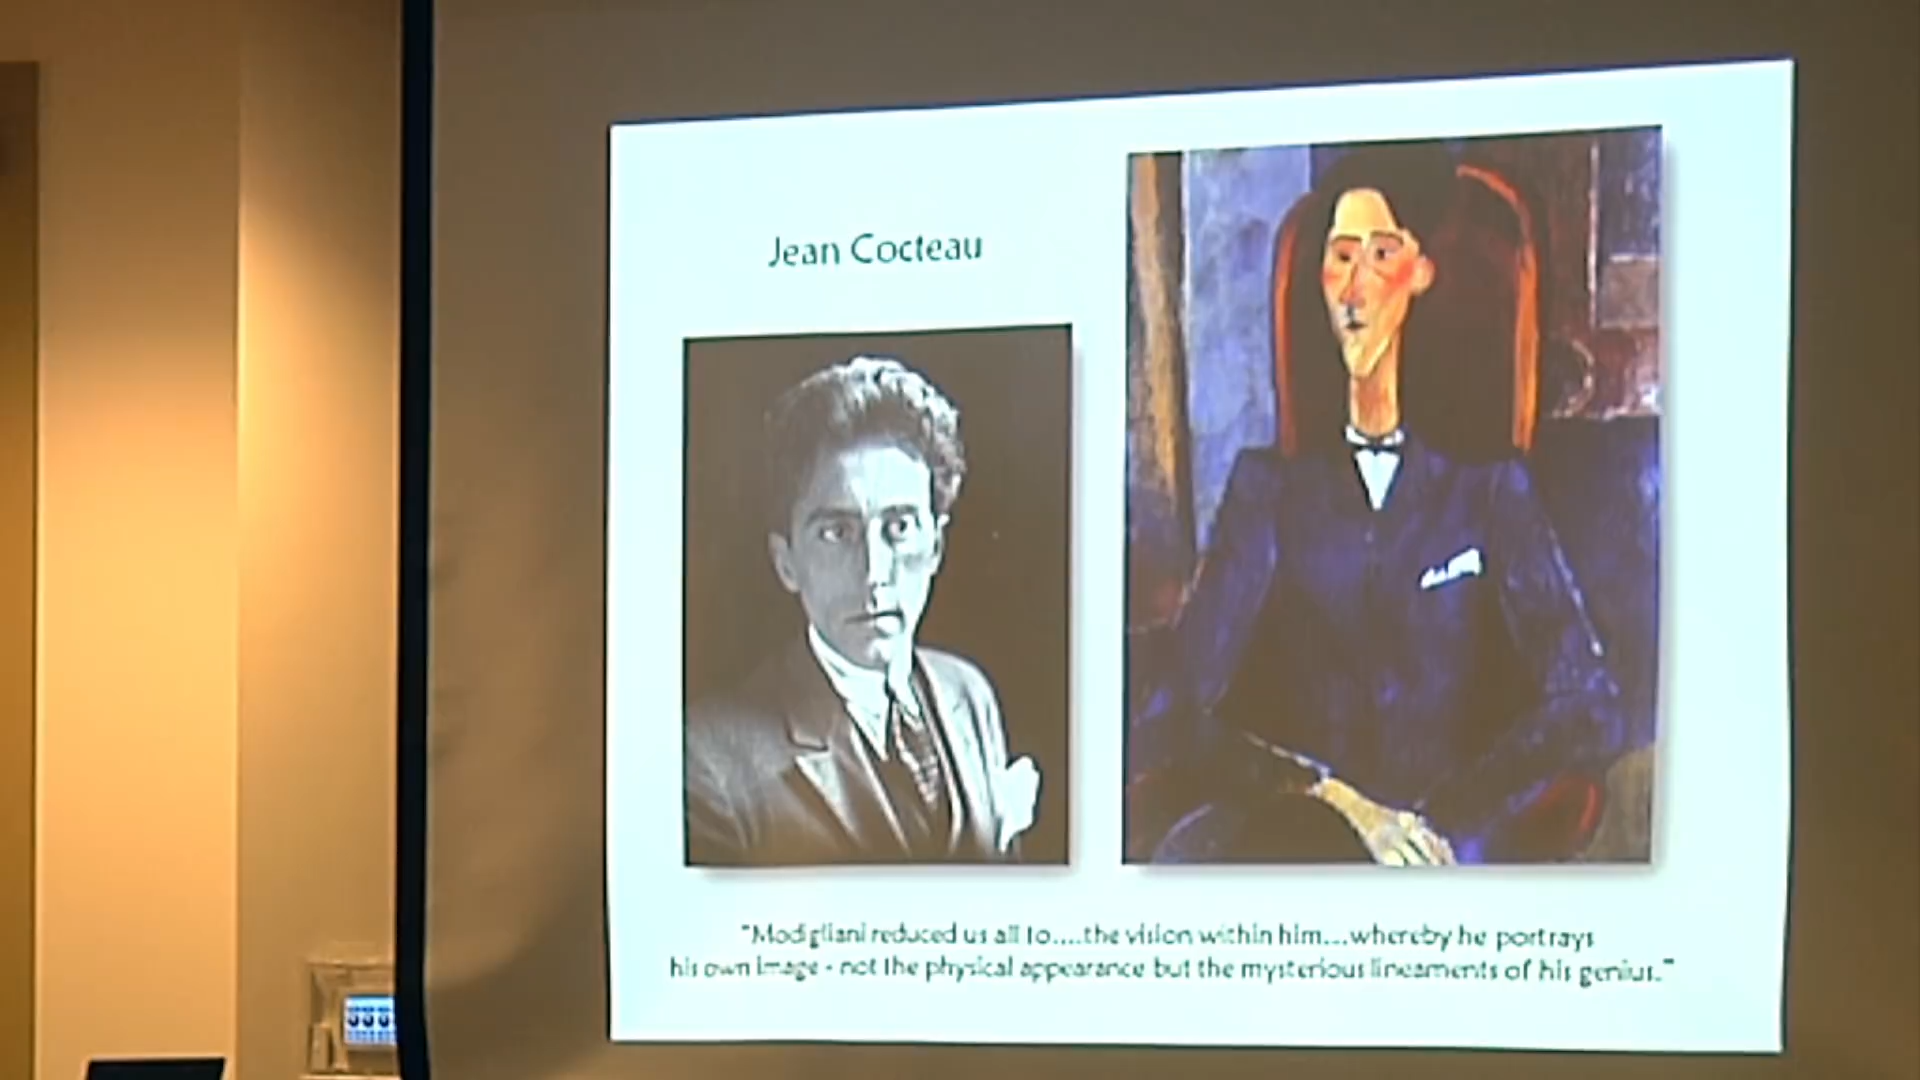 Jean Cocteau
"Modigliani reduced us all to....the vision within him...whereby he portrays
his own image - not the physical appearance but the mysterious lineaments of his genius."